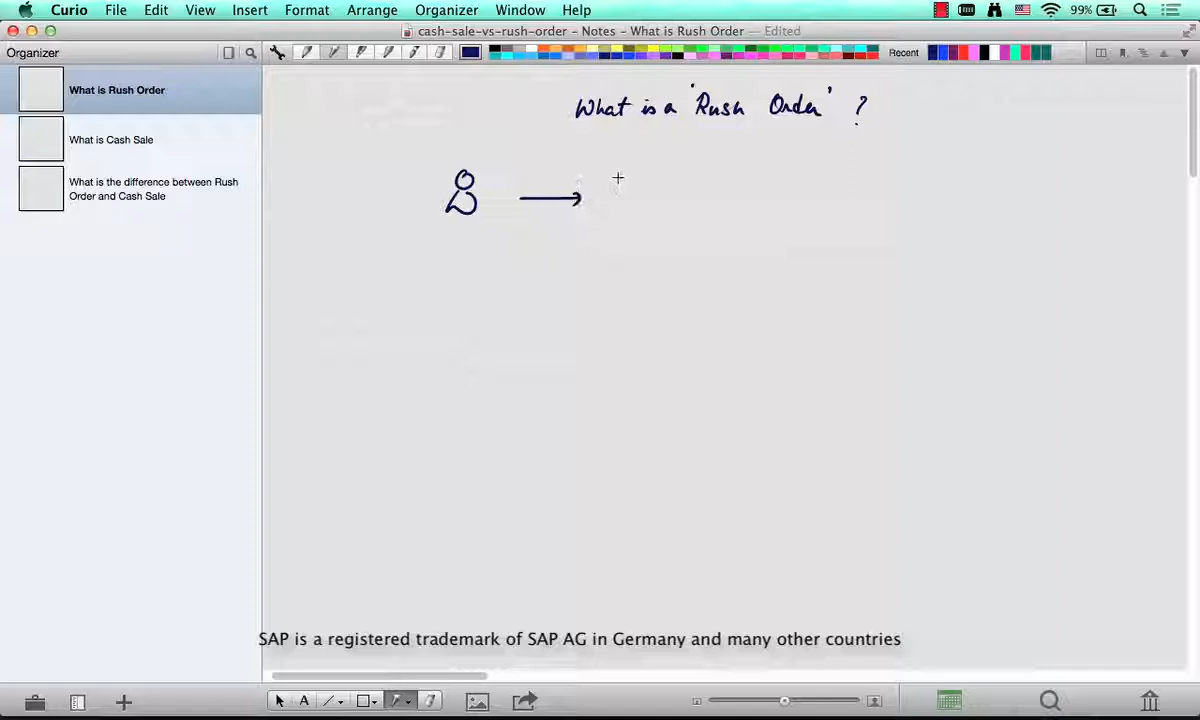 Curio File Edit View Insert Format Arrange Organizer Window Help 99%
cash-sale-vs-rush-order - Notes - What is Rush Order — Edited
Organizer
Recent
What is Rush Order
What is Cash Sale
What is the difference between Rush
Order and Cash Sale
What is a 'Rush Order' ?
SAP is a registered trademark of SAP AG in Germany and many other countries
A